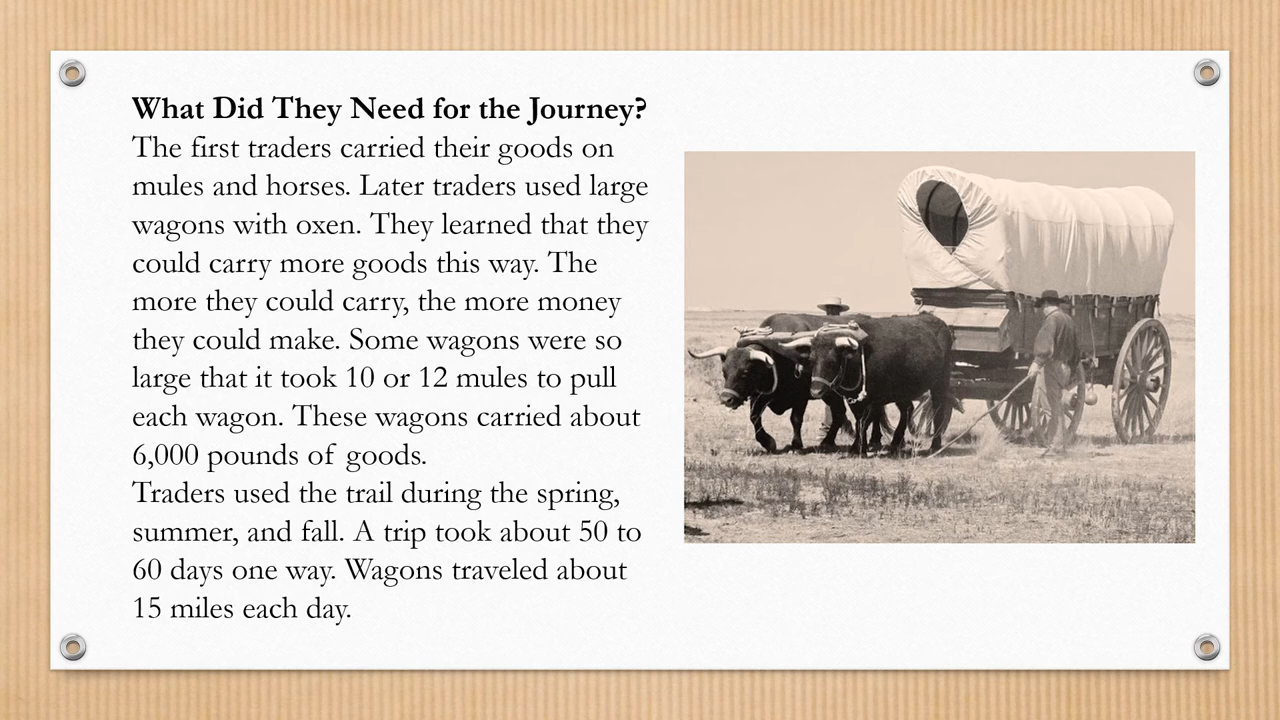 What Did They Need for the Journey?
The first traders carried their goods on
mules and horses. Later traders used large
wagons with oxen. They learned that they
could carry more goods this way. The
more they could carry, the more money
they could make. Some wagons were so
large that it took 10 or 12 mules to pull
each wagon. These wagons carried about
6,000 pounds of goods.
Traders used the trail during the spring,
summer, and fall. A trip took about 50 to
60 days one way. Wagons traveled about
15 miles each day.